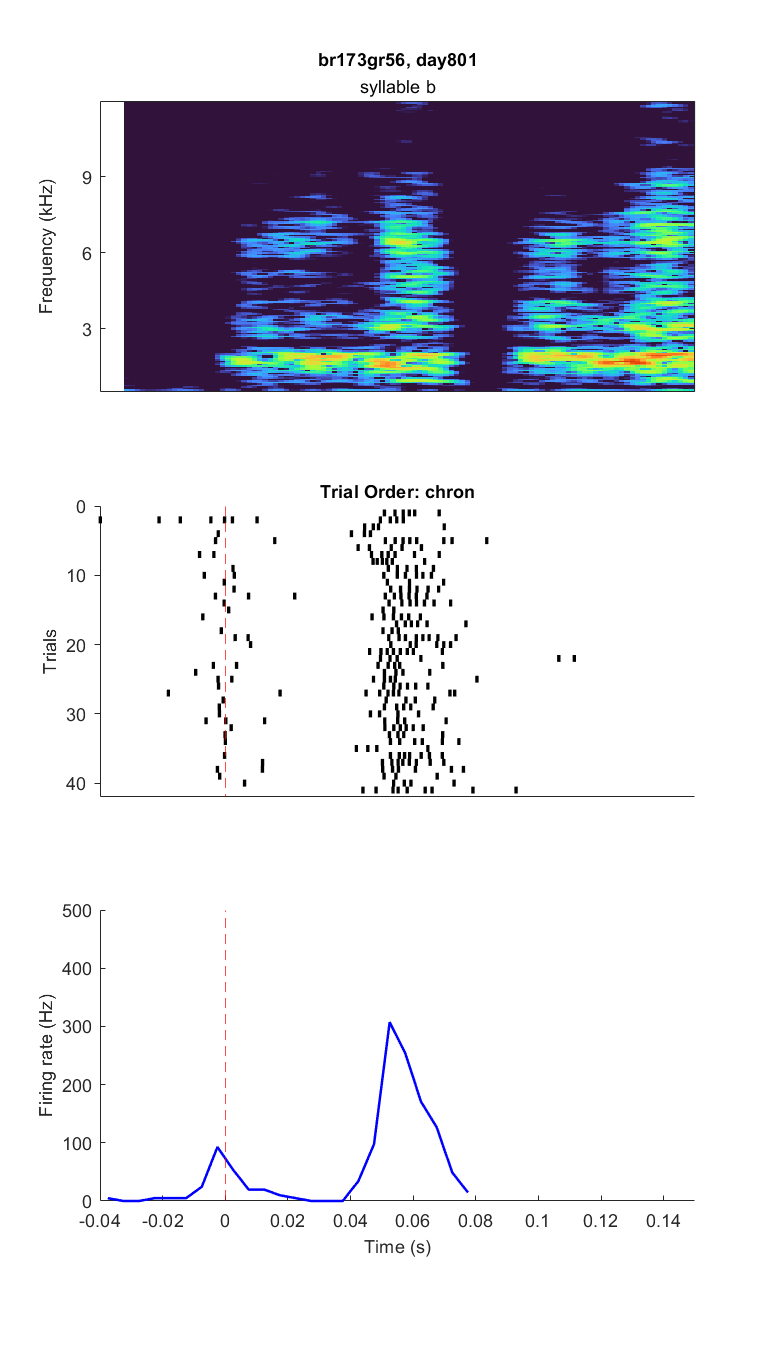 br173gr56, day801
syllable b
9
6
3
Frequency (kHz)
Trial Order: chron
0
10
20
30
40
Trials
500
400
300
200
100
0
Firing rate (Hz)
-0.04 -0.02 0 0.02 0.04 0.06 0.08 0.1 0.12 0.14
Time (s)